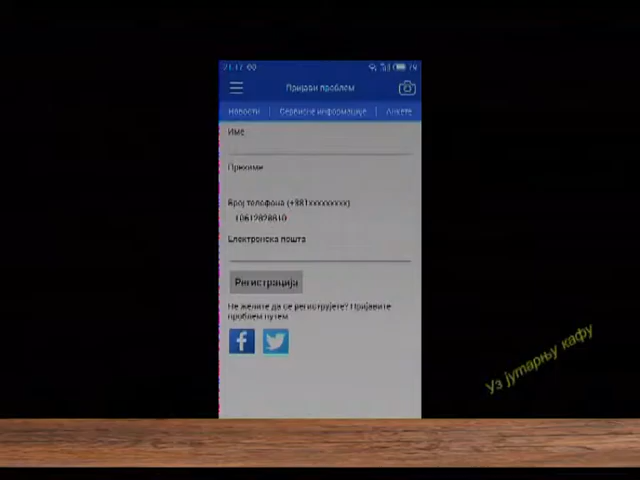 Пријави проблем
Новости
Сервисне информације
Анкете
Име
Презиме
Број телефона (+381xxxxxxxxx)
Електронска пошта
Регистрација
Не желите да се региструјете? Пријавите
проблем путем
Уз јутарњу кафу